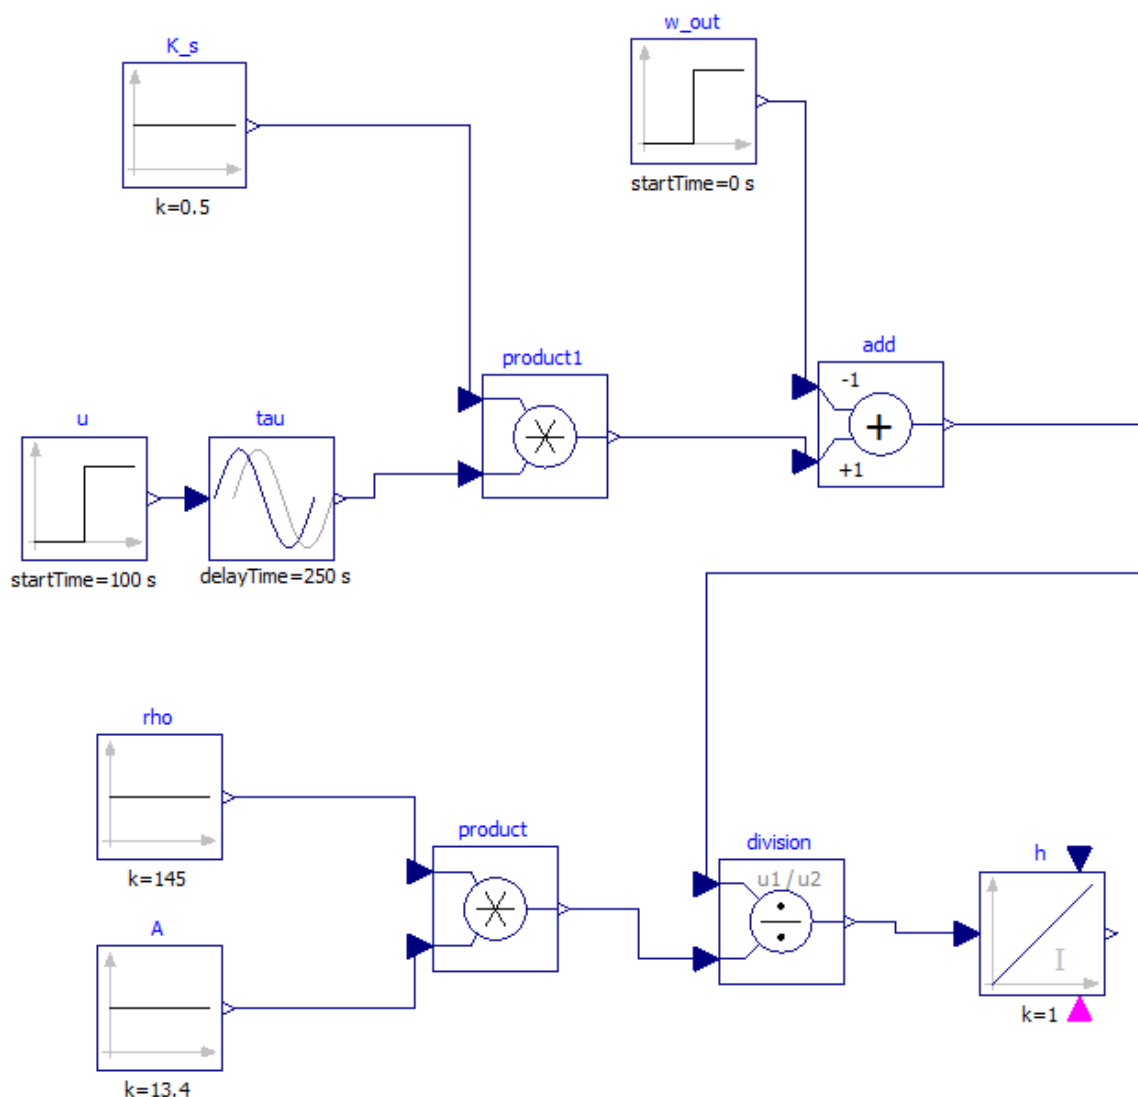 w_out
K_s
startTime=0 s
k=0.5
add
product1
-1
u
tau
+
+1
startTime=100 s
delayTime=250 s
rho
product
division
h
u1/u2
k=145
A
I
k=1
k=13.4